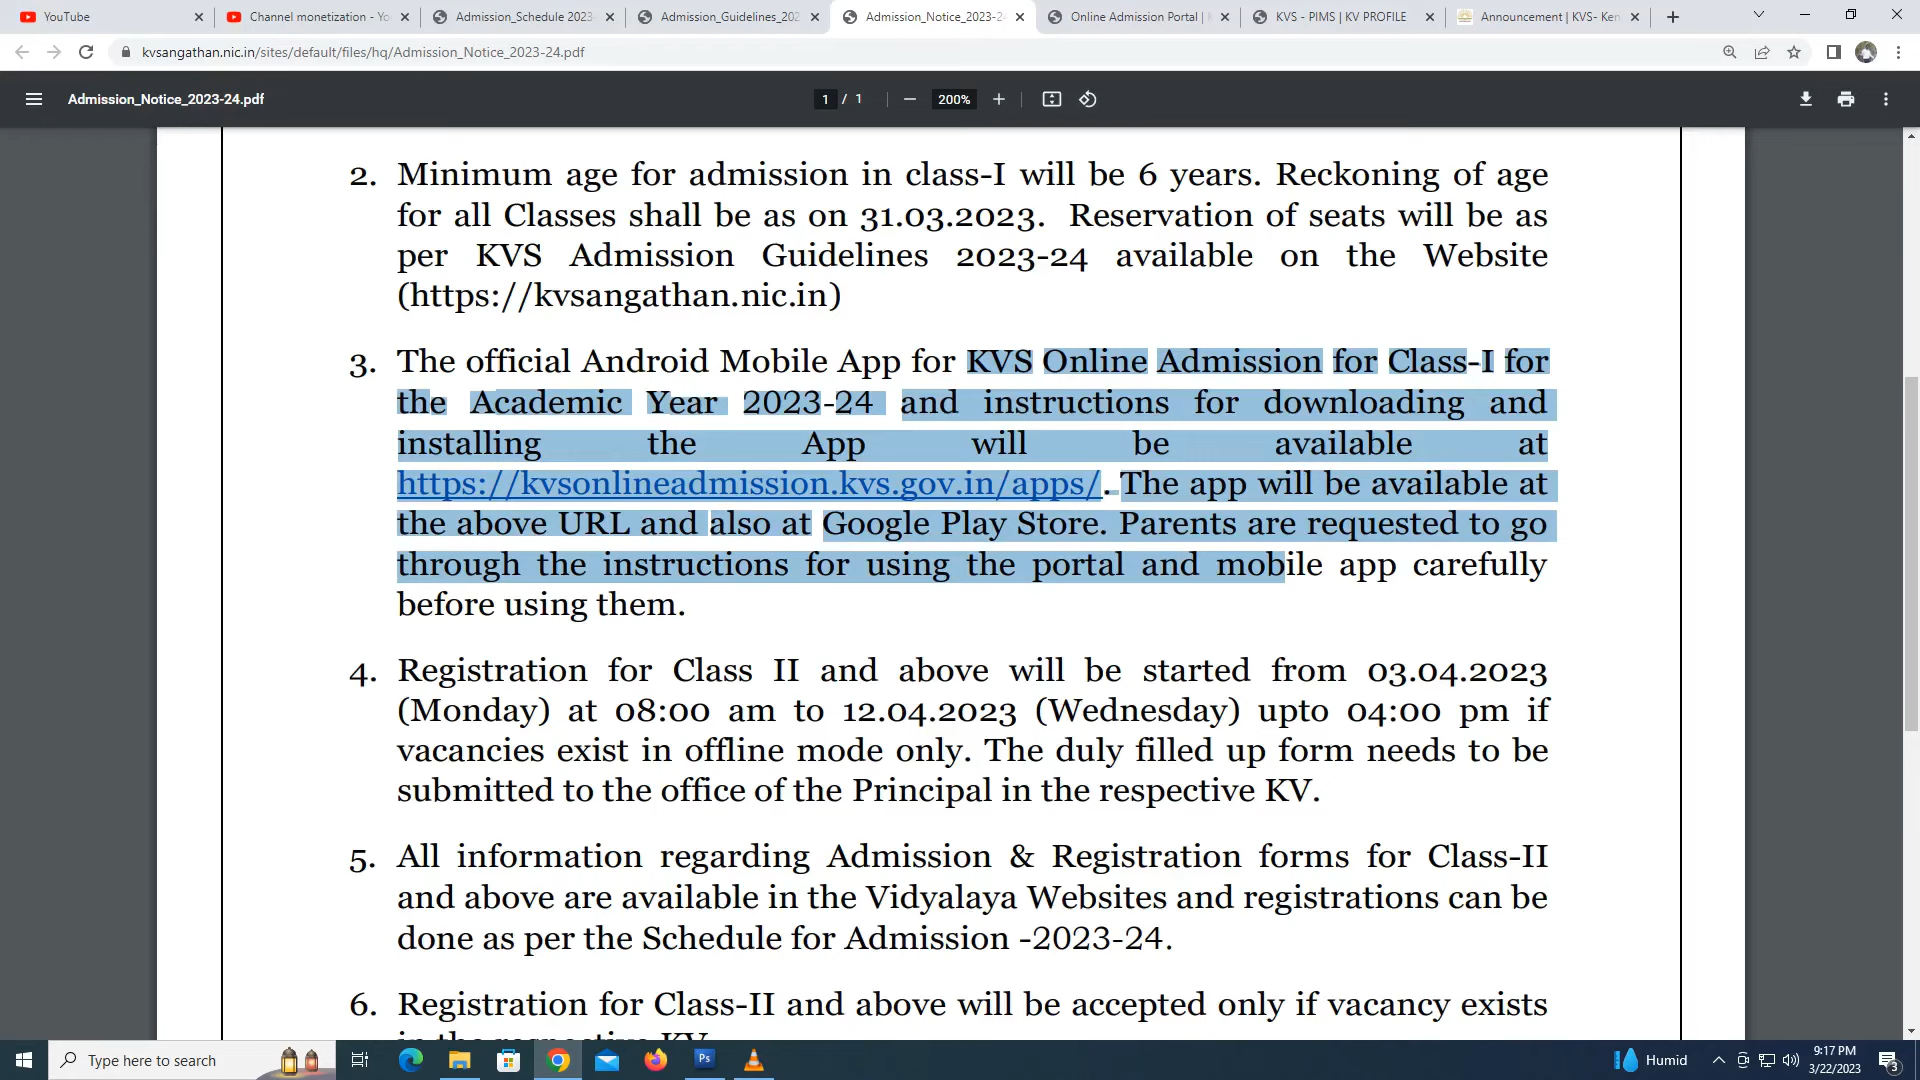 YouTube
Channel monetization - Yo
Admission_Schedule 2023-
Admission_Guidelines_202
Admission_Notice_2023-2
Online Admission Portal |
KVS - PIMS | KV PROFILE
Announcement | KVS- Ken
kvsangathan.nic.in/sites/default/files/hq/Admission_Notice_2023-24.pdf
Admission_Notice_2023-24.pdf
1 / 1
200%
2. Minimum age for admission in class-I will be 6 years. Reckoning of age
for all Classes shall be as on 31.03.2023. Reservation of seats will be as
per KVS Admission Guidelines 2023-24 available on the Website
(https://kvsangathan.nic.in)
3. The official Android Mobile App for KVS Online Admission for Class-I for
the Academic Year 2023-24 and instructions for downloading and
installing the App will be available at
https://kvsonlineadmission.kvs.gov.in/apps/. The app will be available at
the above URL and also at Google Play Store. Parents are requested to go
through the instructions for using the portal and mobile app carefully
before using them.
4. Registration for Class II and above will be started from 03.04.2023
(Monday) at 08:00 am to 12.04.2023 (Wednesday) upto 04:00 pm if
vacancies exist in offline mode only. The duly filled up form needs to be
submitted to the office of the Principal in the respective KV.
5. All information regarding Admission & Registration forms for Class-II
and above are available in the Vidyalaya Websites and registrations can be
done as per the Schedule for Admission -2023-24.
6. Registration for Class-II and above will be accepted only if vacancy exists
in the respective KV
Type here to search
Ps
Humid
9:17 PM
3/22/2023
3